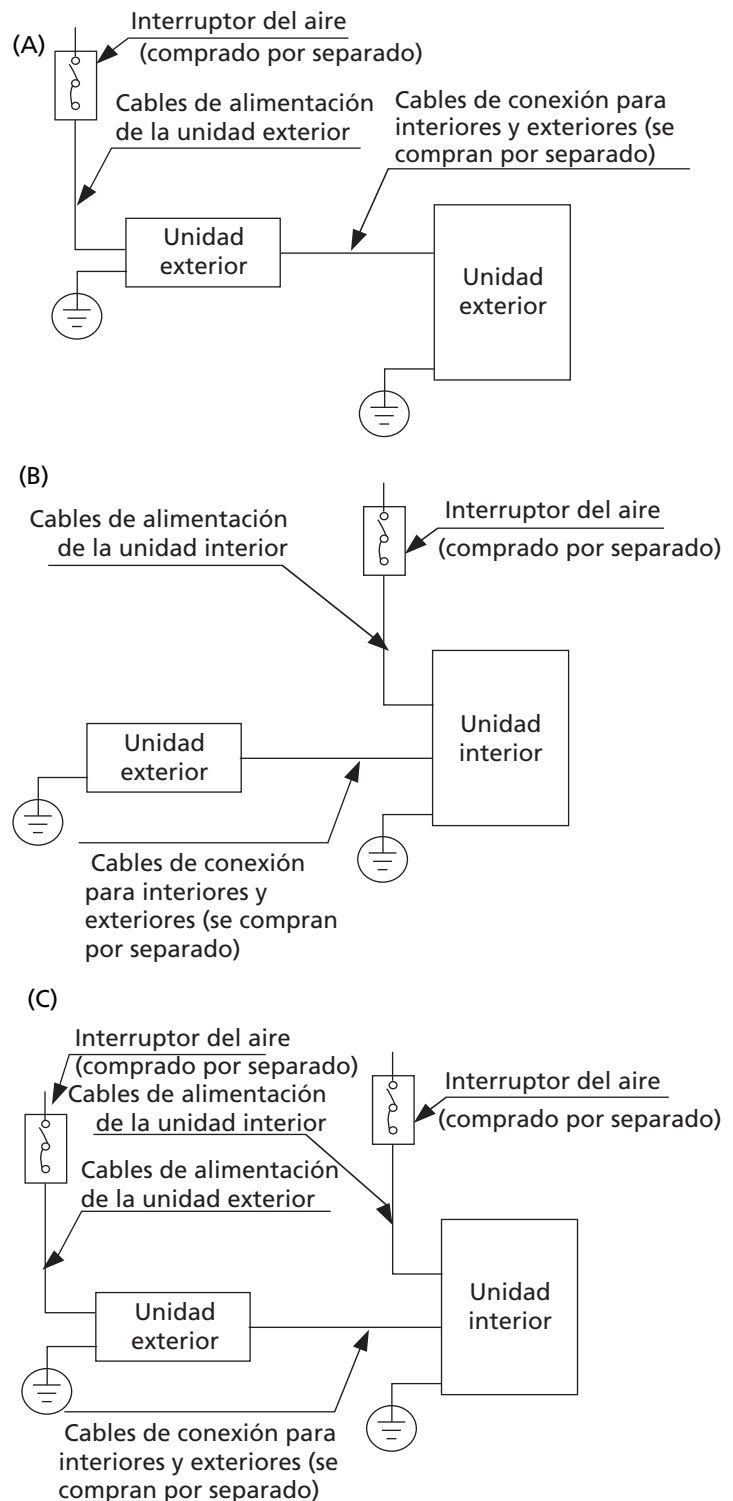 (A)
Interruptor del aire
(comprado por separado)
Cables de alimentación
de la unidad exterior
Cables de conexión para
interiores y exteriores (se
compran por separado)
Unidad
exterior
Unidad
exterior
(B)
Cables de alimentación
de la unidad interior
Interruptor del aire
(comprado por separado)
Unidad
exterior
Unidad
interior
Cables de conexión
para interiores y
exteriores (se compran
por separado)
(C)
Interruptor del aire
(comprado por separado)
Cables de alimentación
de la unidad interior
Interruptor del aire
(comprado por separado)
Cables de alimentación
de la unidad exterior
Unidad
exterior
Unidad
interior
Cables de conexión para
interiores y exteriores (se
compran por separado)